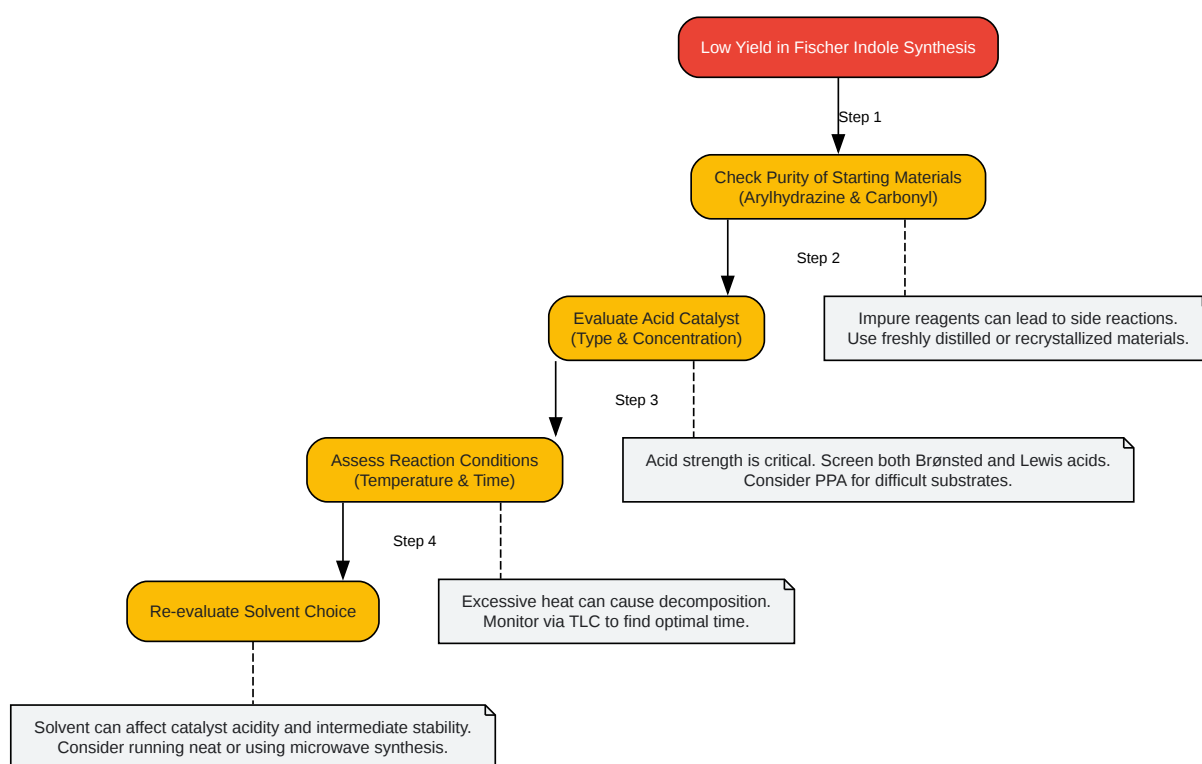 Low Yield in Fischer Indole Synthesis
Step 1
Check Purity of Starting Materials
(Arylhydrazine & Carbonyl)
Step 2
Evaluate Acid Catalyst
(Type & Concentration)
Impure reagents can lead to side reactions.
Use freshly distilled or recrystallized materials.
Step 3
Assess Reaction Conditions
(Temperature & Time)
Acid strength is critical. Screen both Brønsted and Lewis acids.
Consider PPA for difficult substrates.
Step 4
Re-evaluate Solvent Choice
Excessive heat can cause decomposition.
Monitor via TLC to find optimal time.
Solvent can affect catalyst acidity and intermediate stability.
Consider running neat or using microwave synthesis.